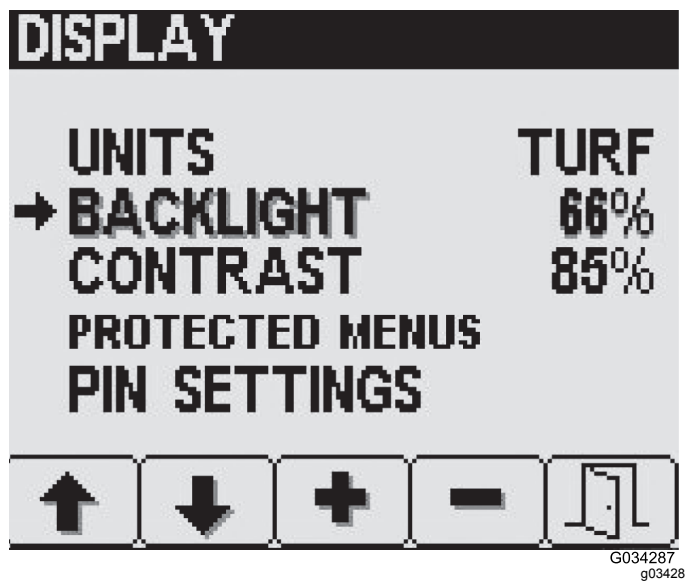 DISPLAY
UNITS TURF
BACKLIGHT 66%
CONTRAST 85%
PROTECTED MENUS
PIN SETTINGS
G034287
g03428